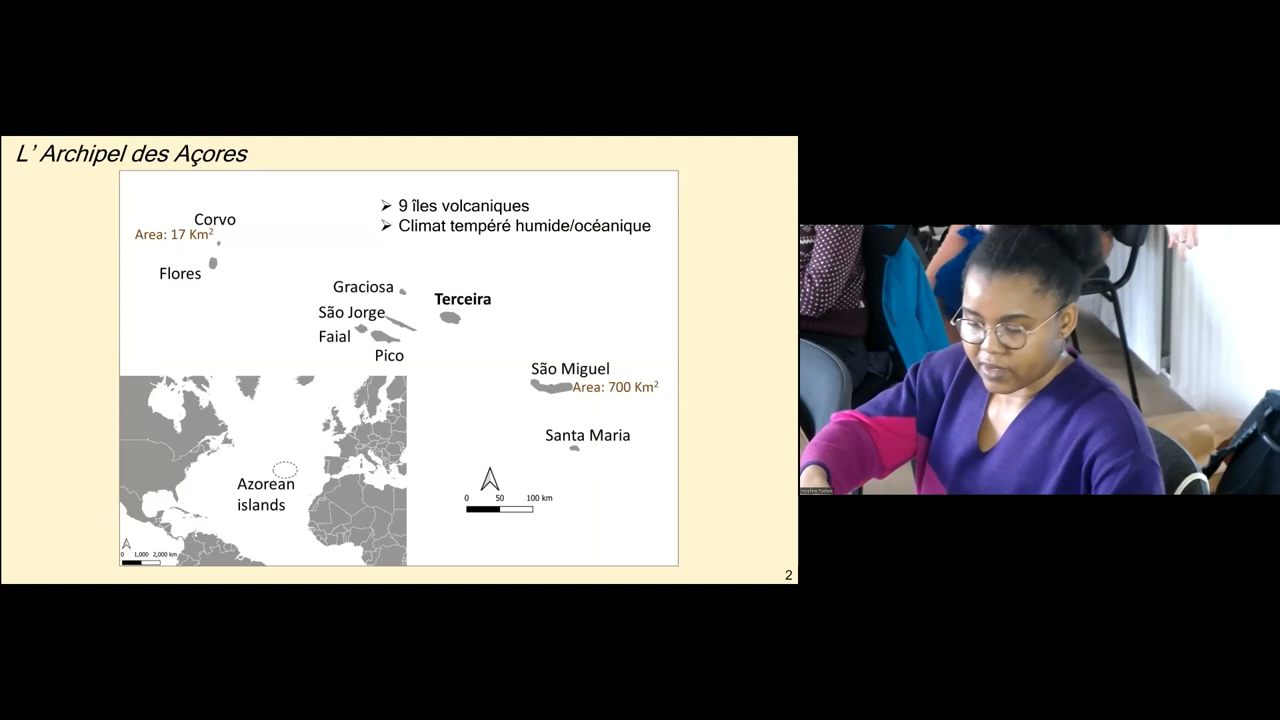 L' Archipel des Açores
➢ 9 îles volcaniques
➢ Climat tempéré humide/océanique
Corvo
Area: 17 Km²
Flores
Graciosa
São Jorge
Faial
Pico
Terceira
São Miguel
Area: 700 Km²
Santa Maria
Azorean
islands
0 50 100 km
0 1,000 2,000 km
2